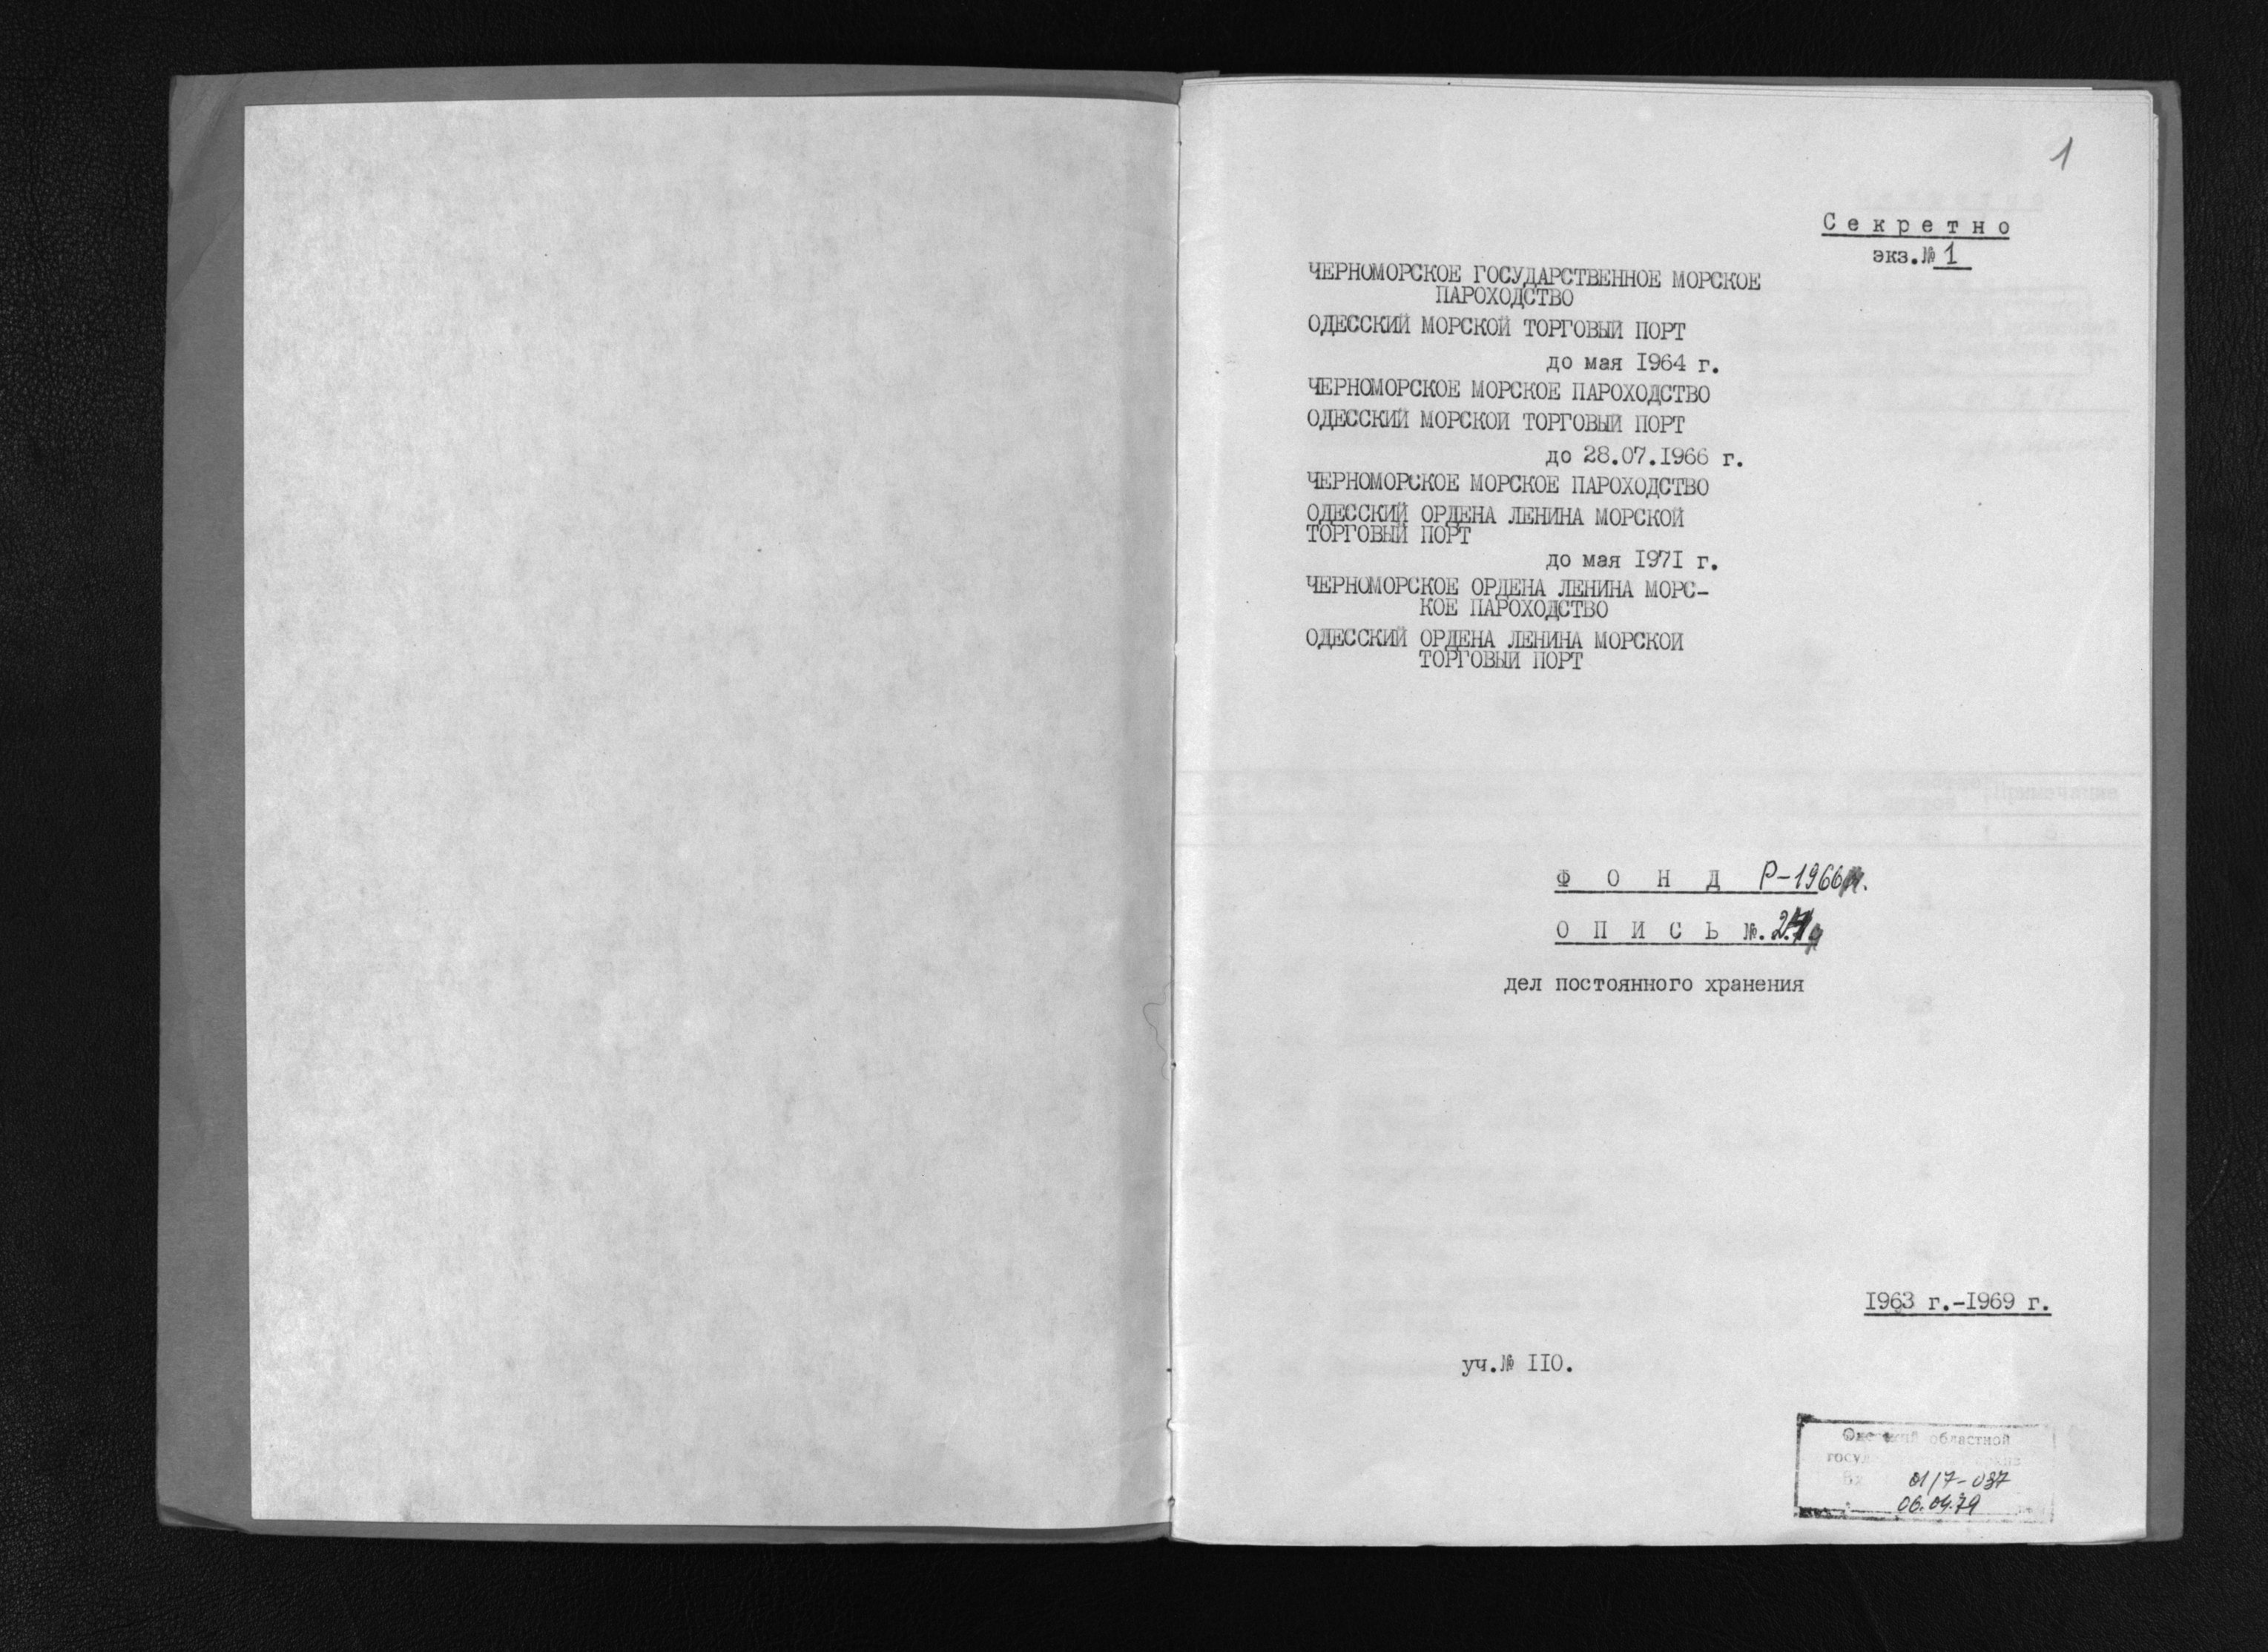 1
Секретно
экз.№ 1
ЧЕРНОМОРСКОЕ ГОСУДАРСТВЕННОЕ МОРСКОЕ
ПАРОХОДСТВО
ОДЕССКИЙ МОРСКОЙ ТОРГОВЫЙ ПОРТ
до мая 1964 г.
ЧЕРНОМОРСКОЕ МОРСКОЕ ПАРОХОДСТВО
ОДЕССКИЙ МОРСКОЙ ТОРГОВЫЙ ПОРТ
до 28.07.1966 г.
ЧЕРНОМОРСКОЕ МОРСКОЕ ПАРОХОДСТВО
ОДЕССКИЙ ОРДЕНА ЛЕНИНА МОРСКОЙ
ТОРГОВЫЙ ПОРТ
до мая 1971 г.
ЧЕРНОМОРСКОЕ ОРДЕНА ЛЕНИНА МОРС-
КОЕ ПАРОХОДСТВО
ОДЕССКИЙ ОРДЕНА ЛЕНИНА МОРСКОЙ
ТОРГОВЫЙ ПОРТ
ФОНД Р-1966
ОПИСЬ №.
дел постоянного хранения
1963 г.-1969 г.
уч.№ 110.
Одесский областной
01/7-037
06.04.79